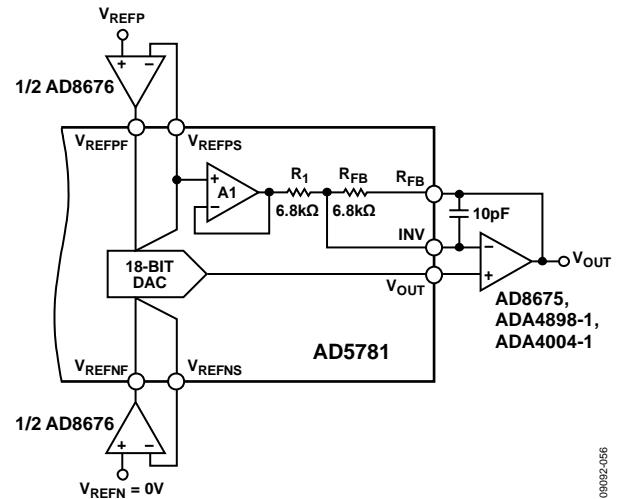 VREFP
+ −
1/2 AD8676
VREFPF VREFPS
+
−
A1
R1
6.8kΩ
RFB
6.8kΩ
RFB
10pF
INV
−
+
VOUT
18-BIT
DAC
VOUT
AD8675,
ADA4898-1,
ADA4004-1
AD5781
VREFNF VREFNS
1/2 AD8676
+ −
VREFN = 0V
09092-056